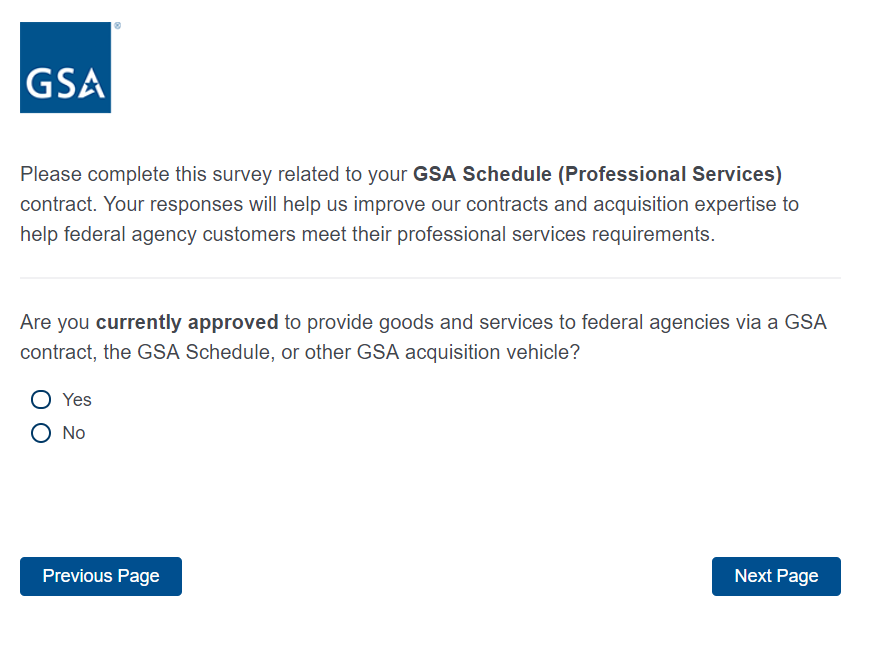 GSA®
Please complete this survey related to your GSA Schedule (Professional Services)
contract. Your responses will help us improve our contracts and acquisition expertise to
help federal agency customers meet their professional services requirements.
Are you currently approved to provide goods and services to federal agencies via a GSA
contract, the GSA Schedule, or other GSA acquisition vehicle?
Yes
No
Previous Page
Next Page